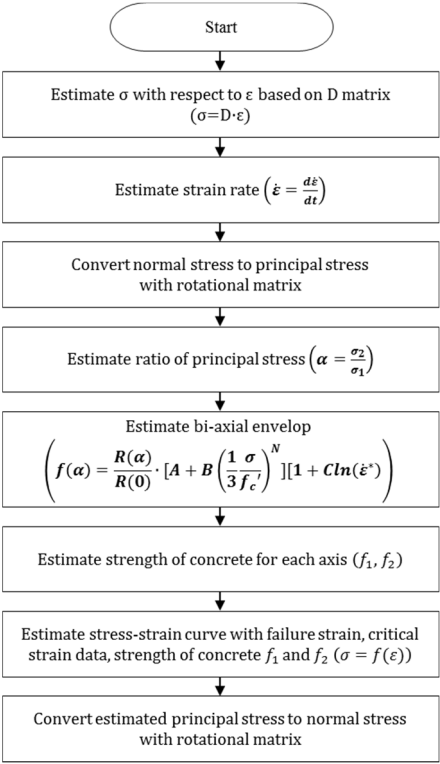 Start
Estimate σ with respect to ε based on D matrix
(σ=D·ε)
Estimate strain rate (ε̇ = dε̇/dt)
Convert normal stress to principal stress
with rotational matrix
Estimate ratio of principal stress (α = σ₂/σ₁)
Estimate bi-axial envelop
(f(α) = R(α)/R(0) · [A + B(1/3 σ/f_c′)^N][1 + Cln(ε̇*))
Estimate strength of concrete for each axis (f₁, f₂)
Estimate stress-strain curve with failure strain, critical
strain data, strength of concrete f₁ and f₂ (σ = f(ε))
Convert estimated principal stress to normal stress
with rotational matrix